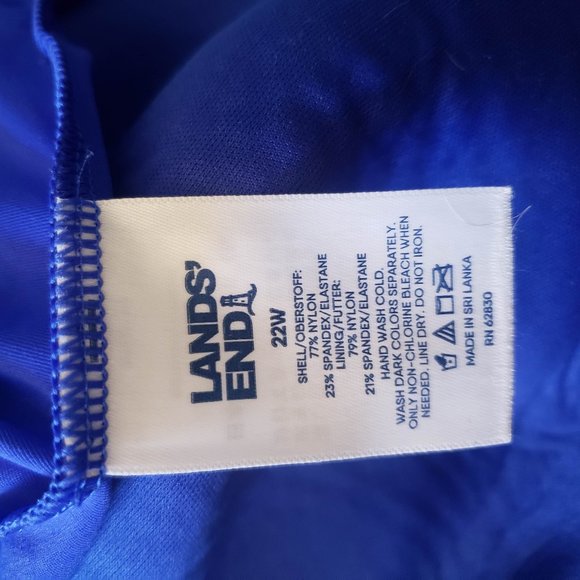 LANDS'
END
22W
SHELL/OBERSTOFF:
77% NYLON
23% SPANDEX/ELASTANE
LINING/FUTTER:
79% NYLON
21% SPANDEX/ELASTANE
HAND WASH COLD.
WASH DARK COLORS SEPARATELY.
ONLY NON-CHLORINE BLEACH WHEN
NEEDED. LINE DRY. DO NOT IRON.
MADE IN SRI LANKA
RN 62830